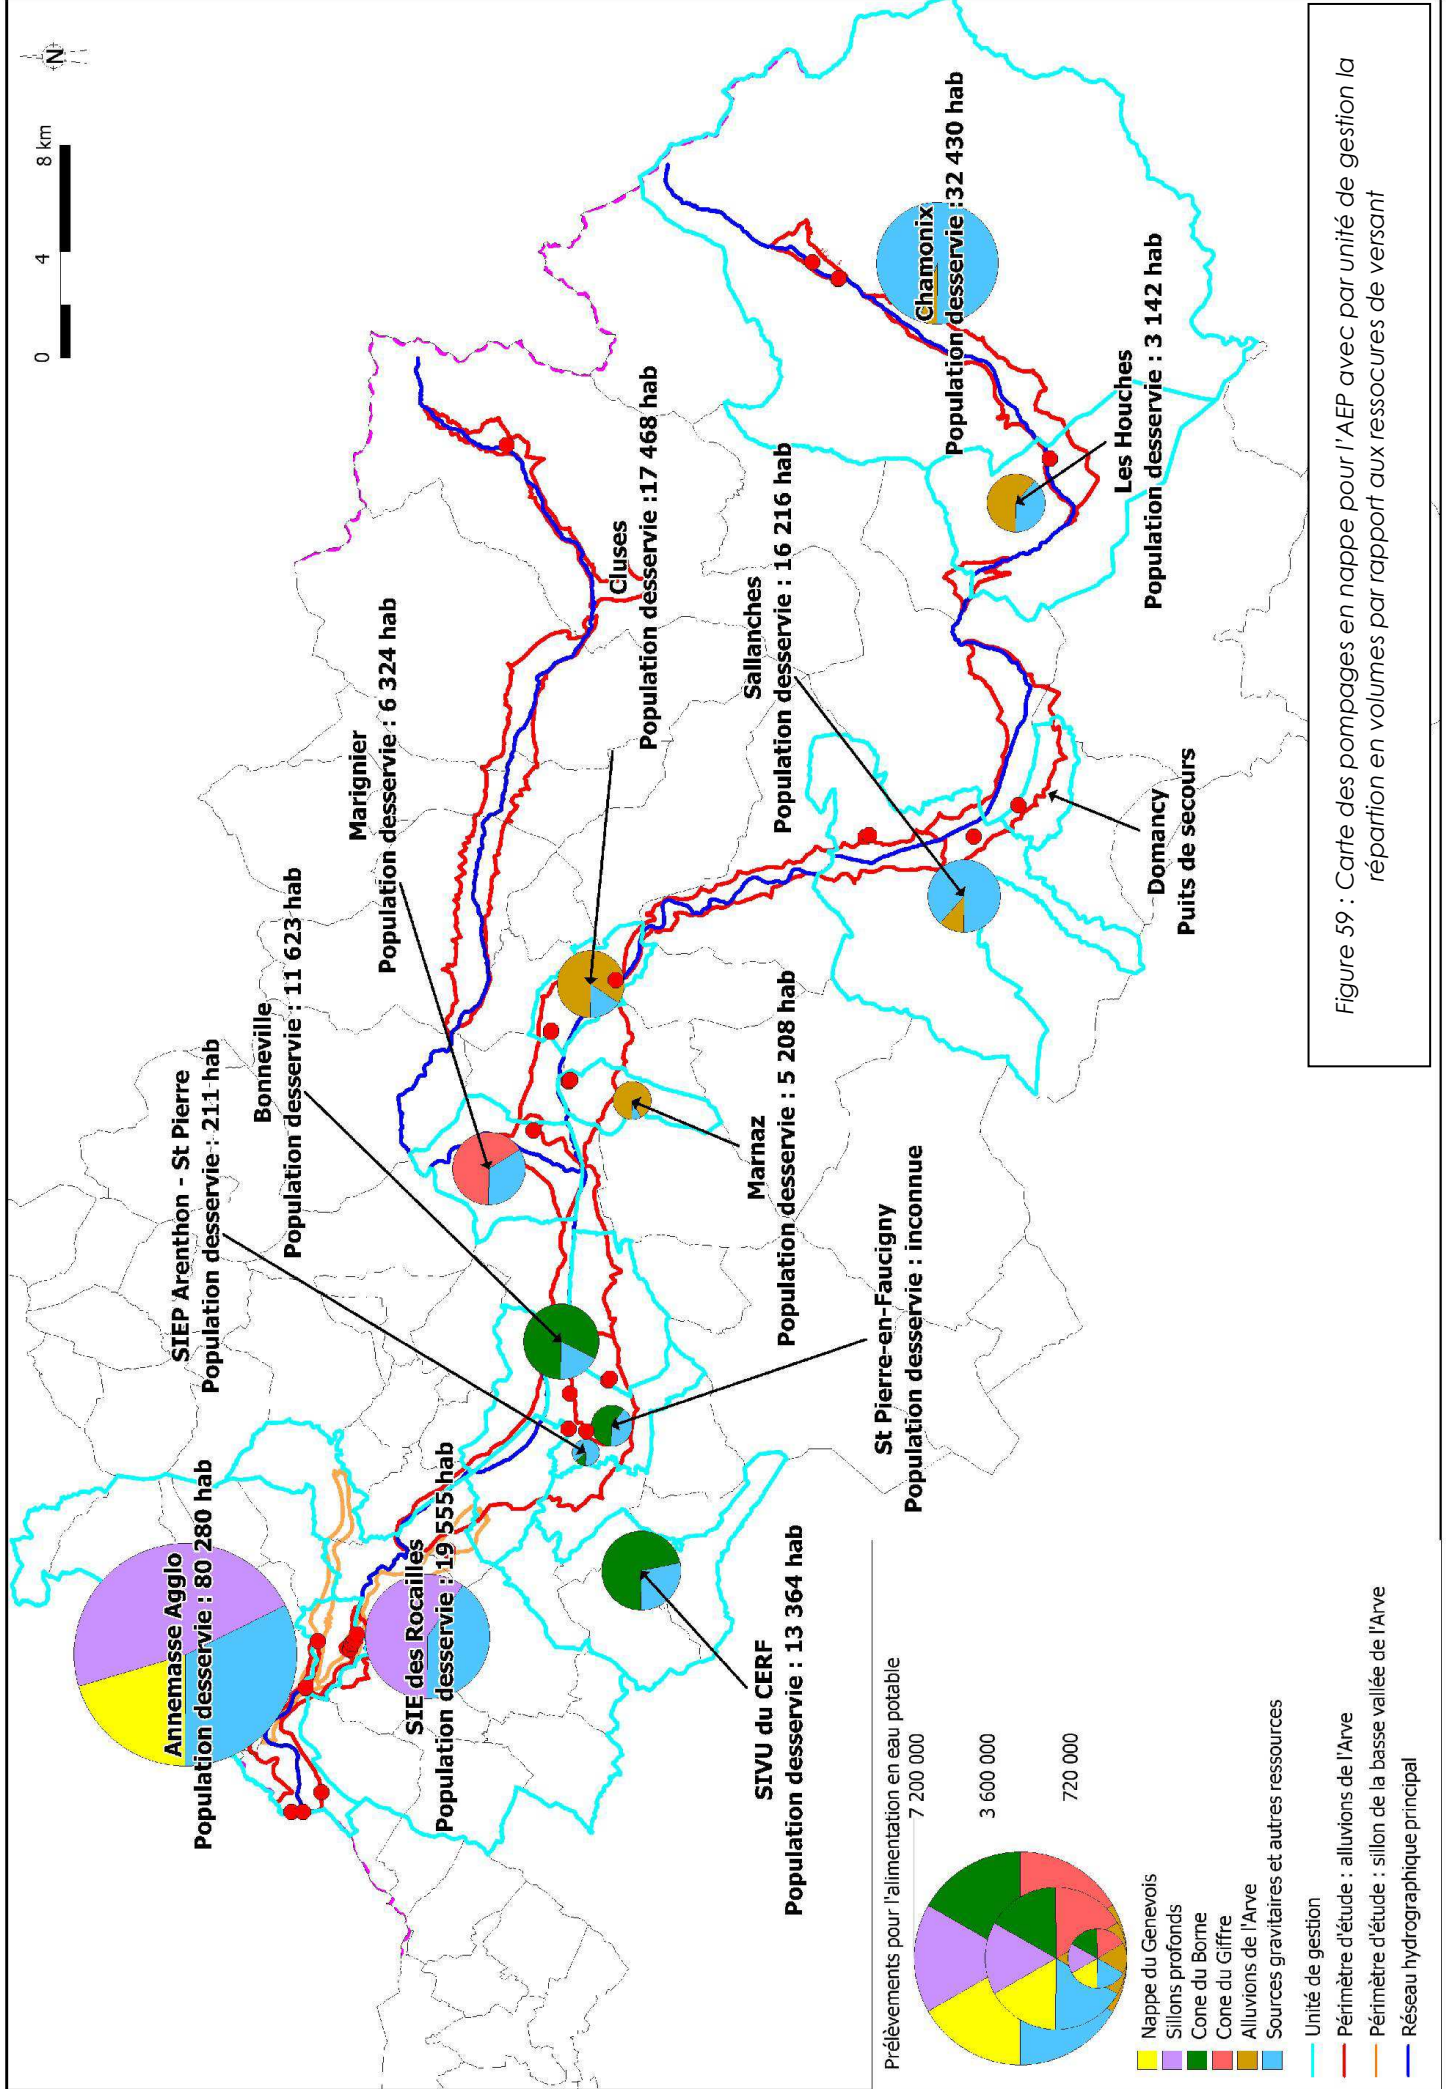 N
0 4 8 km
Annemasse Agglo
Population desservie : 80 280 hab
SIEP Arenthon - St Pierre
Population desservie : 211 hab
Bonneville
Population desservie : 11 623 hab
Marignier
Population desservie : 6 324 hab
Cluses
Population desservie :17 468 hab
SIE des Rocailles
Population desservie : 19 555 hab
Sallanches
Population desservie : 16 216 hab
Chamonix
Population desservie :32 430 hab
Les Houches
Population desservie : 3 142 hab
Marnaz
Population desservie : 5 208 hab
St Pierre-en-Faucigny
Population desservie : inconnue
SIVU du CERF
Population desservie : 13 364 hab
Domancy
Puits de secours
Prélèvements pour l'alimentation en eau potable
7 200 000
3 600 000
720 000
Nappe du Genevois
Sillons profonds
Cone du Borne
Cone du Giffre
Alluvions de l'Arve
Sources gravitaires et autres ressources
Unité de gestion
Périmètre d'étude : alluvions de l'Arve
Périmètre d'étude : sillon de la basse vallée de l'Arve
Réseau hydrographique principal
Figure 59 : Carte des pompages en nappe pour l'AEP avec par unité de gestion la
répartion en volumes par rapport aux ressocures de versant